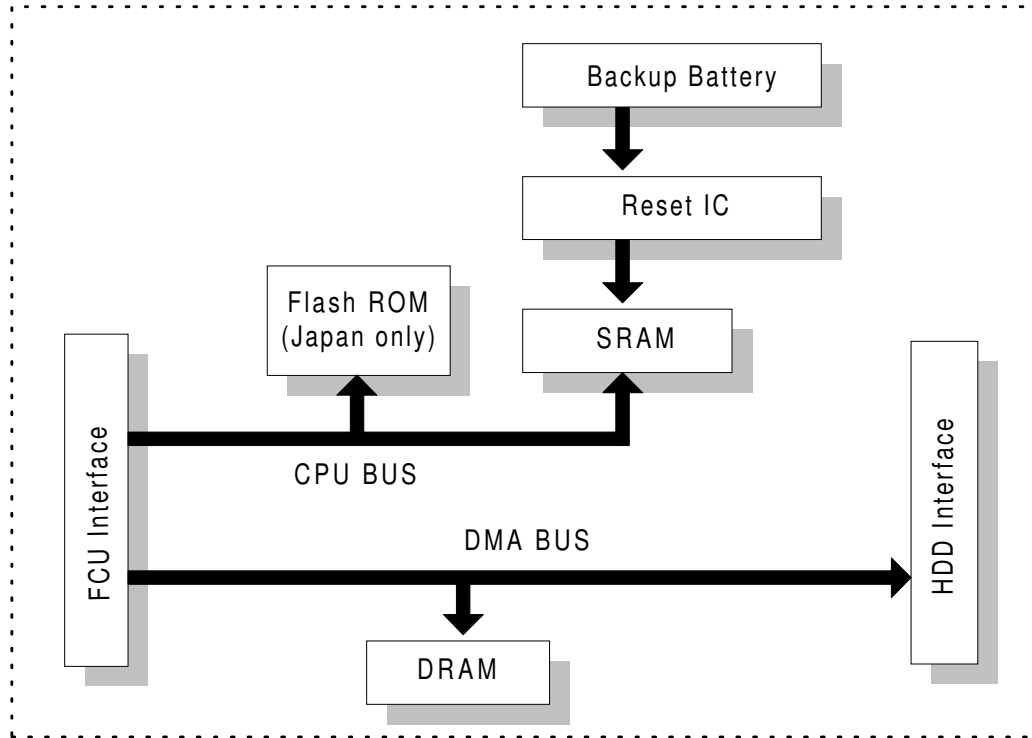 Backup Battery
Reset IC
Flash ROM
(Japan only)
SRAM
FCU Interface
CPU BUS
DMA BUS
HDD Interface
DRAM